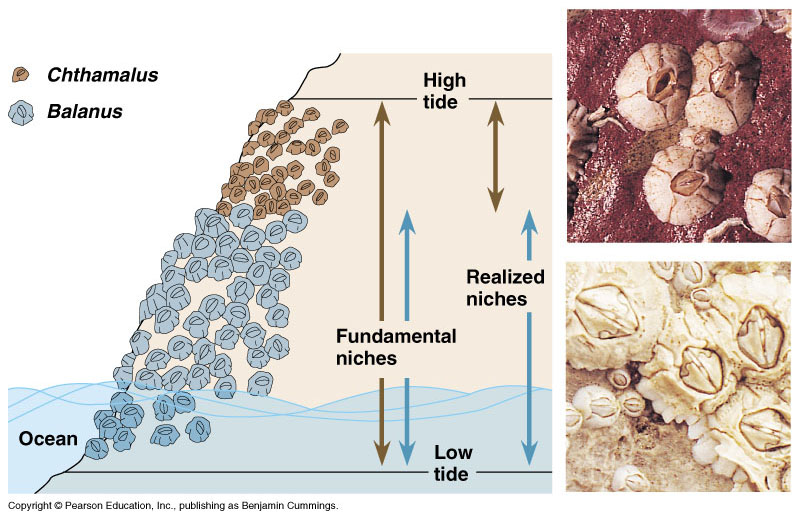 Chthamalus
Balanus
High
tide
Realized
niches
Fundamental
niches
Ocean
Low
tide
Copyright © Pearson Education, Inc., publishing as Benjamin Cummings.